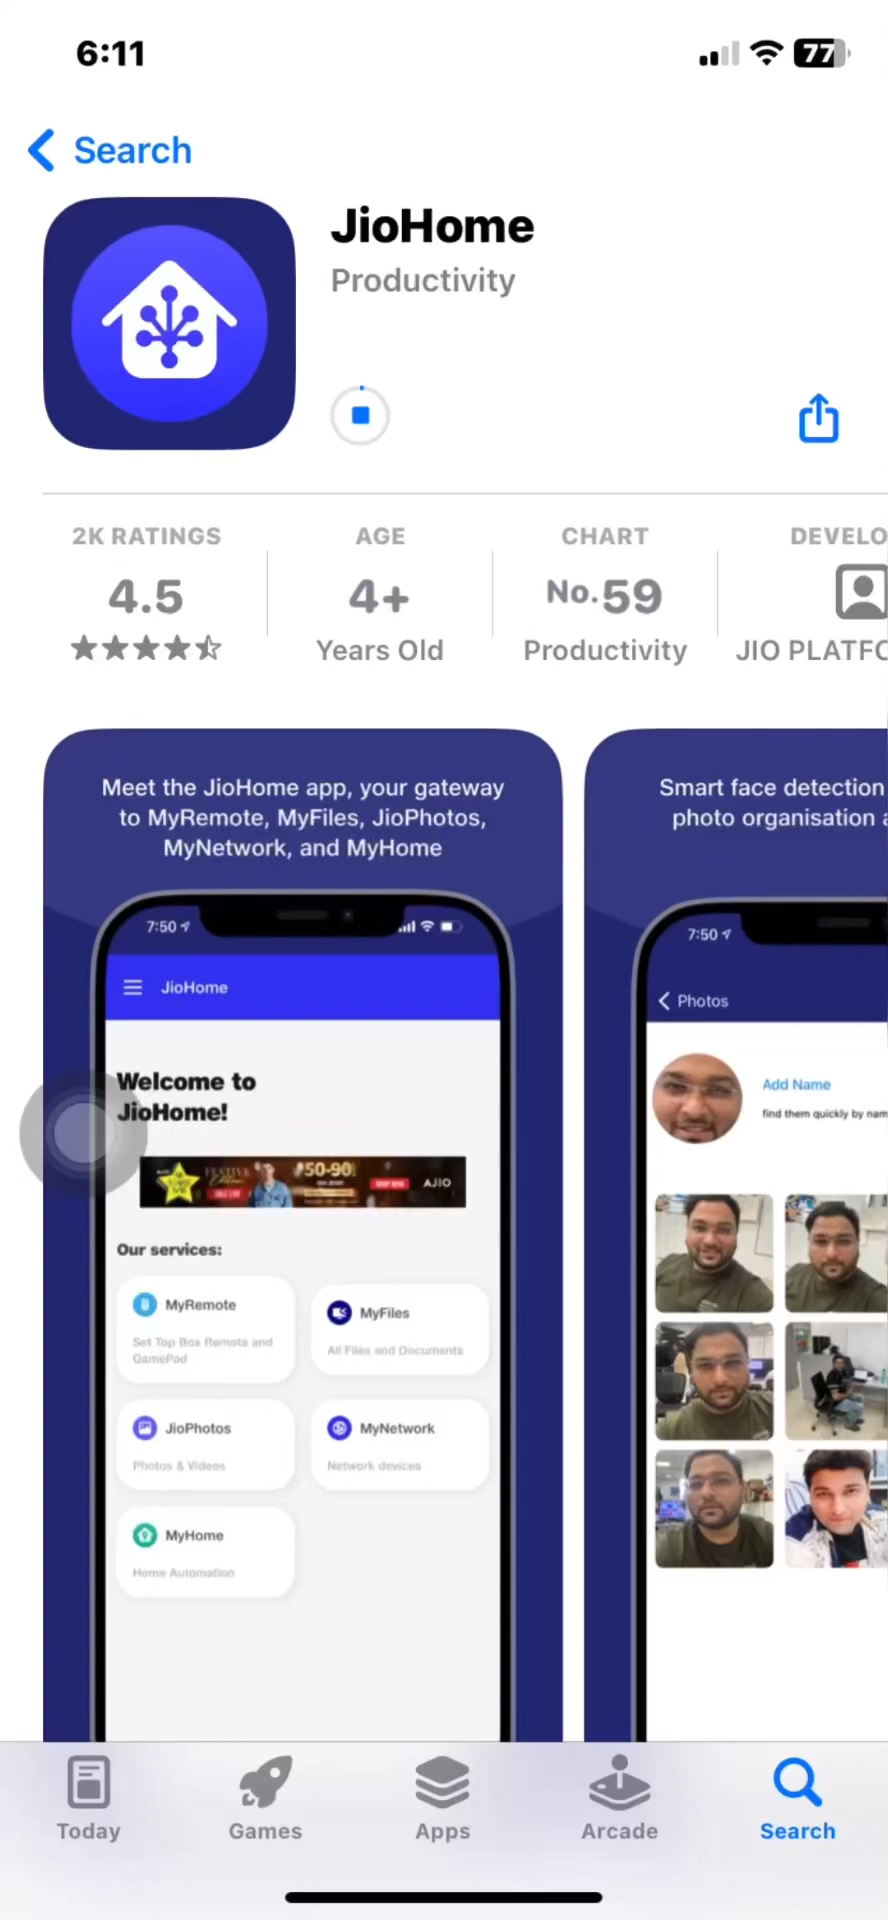 6:11
77
Search
JioHome
Productivity
2K RATINGS
4.5
AGE
4+
Years Old
CHART
No.59
Productivity
DEVELO
JIO PLATFO
Meet the JioHome app, your gateway
to MyRemote, MyFiles, JioPhotos,
MyNetwork, and MyHome
7:50
JioHome
Welcome to
JioHome!
FESTIVE
50-90
AJIO
Our services:
MyRemote
Set Top Box Remote and
GamePad
MyFiles
All Files and Documents
JioPhotos
Photos & Videos
MyNetwork
Network devices
MyHome
Home Automation
Smart face detection
photo organisation a
7:50
Photos
Add Name
find them quickly by nam
Today
Games
Apps
Arcade
Search